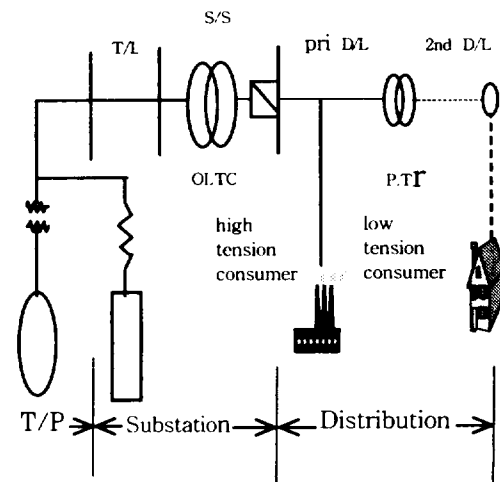 S/S
T/L
pri D/L
2nd D/L
OLTC
P.Tr
high
tension
consumer
low
tension
consumer
T/P
Substation
Distribution